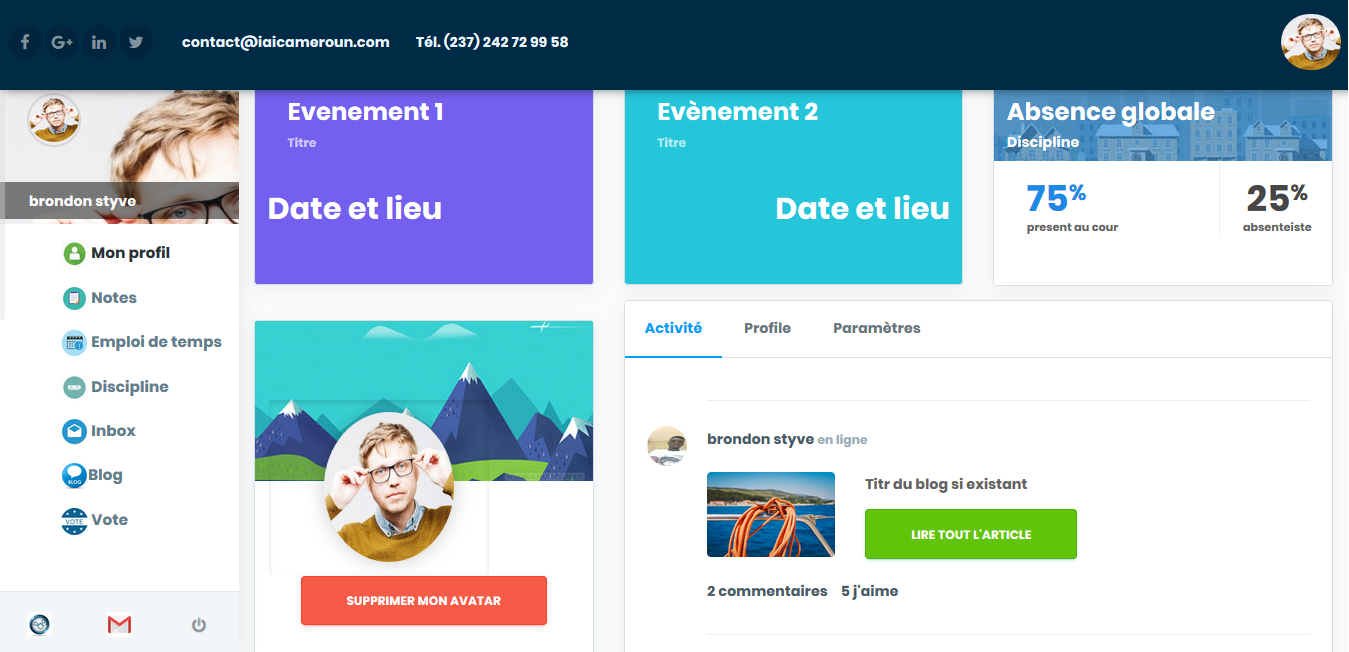 contact@iaicameroun.com
Tél. (237) 242 72 99 58
brondon styve
Mon profil
Notes
Emploi de temps
Discipline
Inbox
BLOG
Blog
VOTE
Vote
Evenement 1
Titre
Date et lieu
Evènement 2
Titre
Date et lieu
Absence globale
Discipline
75%
present au cour
25%
absenteiste
SUPPRIMER MON AVATAR
Activité
Profile
Paramètres
brondon styve en ligne
Titr du blog si existant
LIRE TOUT L'ARTICLE
2 commentaires 5 j'aime